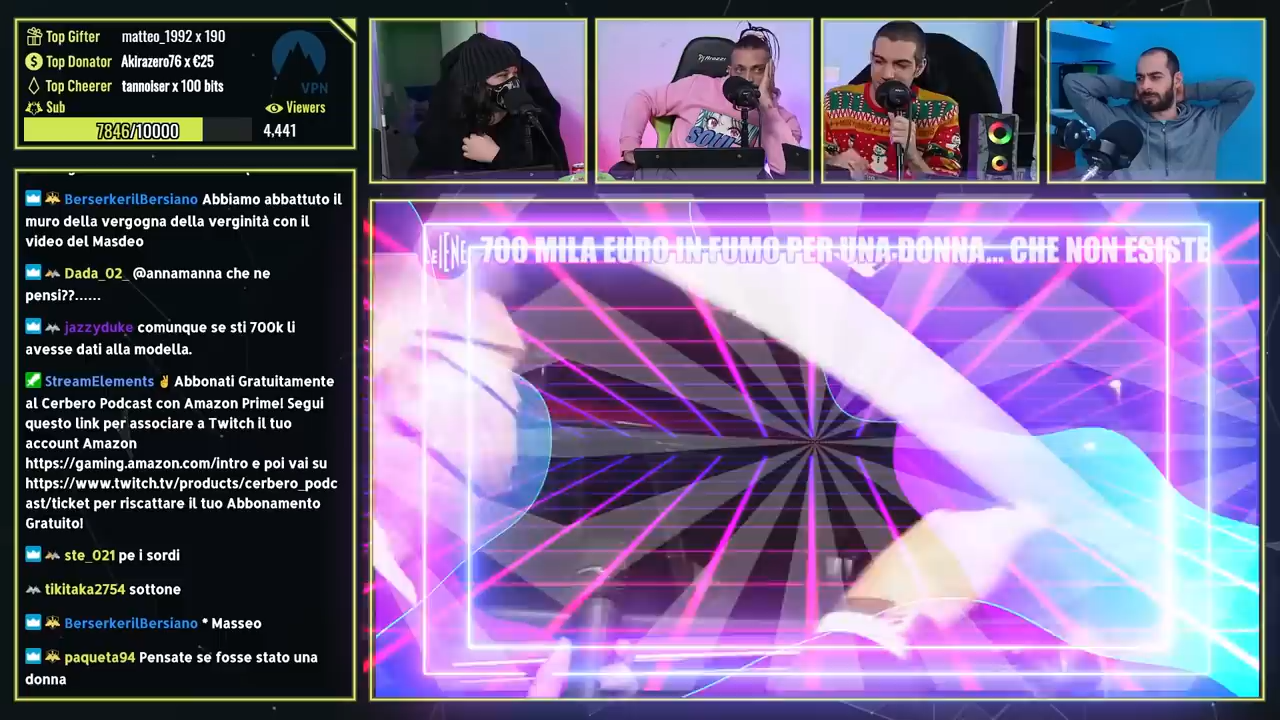 Top Gifter matteo_1992 x 190
Top Donator Akirazero76 x €25
Top Cheerer tannoiser x 100 bits
Sub Viewers
7846/10000 4,441
VPN
BerserkerilBersiano Abbiamo abbattuto il
muro della vergogna della verginità con il
video del Masdeo
Dada_02_ @annamanna che ne
pensi??......
jazzyduke comunque se sti 700k li
avesse dati alla modella.
StreamElements ✌ Abbonati Gratuitamente
al Cerbero Podcast con Amazon Prime! Segui
questo link per associare a Twitch il tuo
account Amazon
https://gaming.amazon.com/intro e poi vai su
https://www.twitch.tv/products/cerbero_podc
ast/ticket per riscattare il tuo Abbonamento
Gratuito!
ste_021 pe i sordi
tikitaka2754 sottone
BerserkerilBersiano * Masseo
paqueta94 Pensate se fosse stato una
donna
Le IENE 700 MILA EURO IN FUMO PER UNA DONNA... CHE NON ESISTE